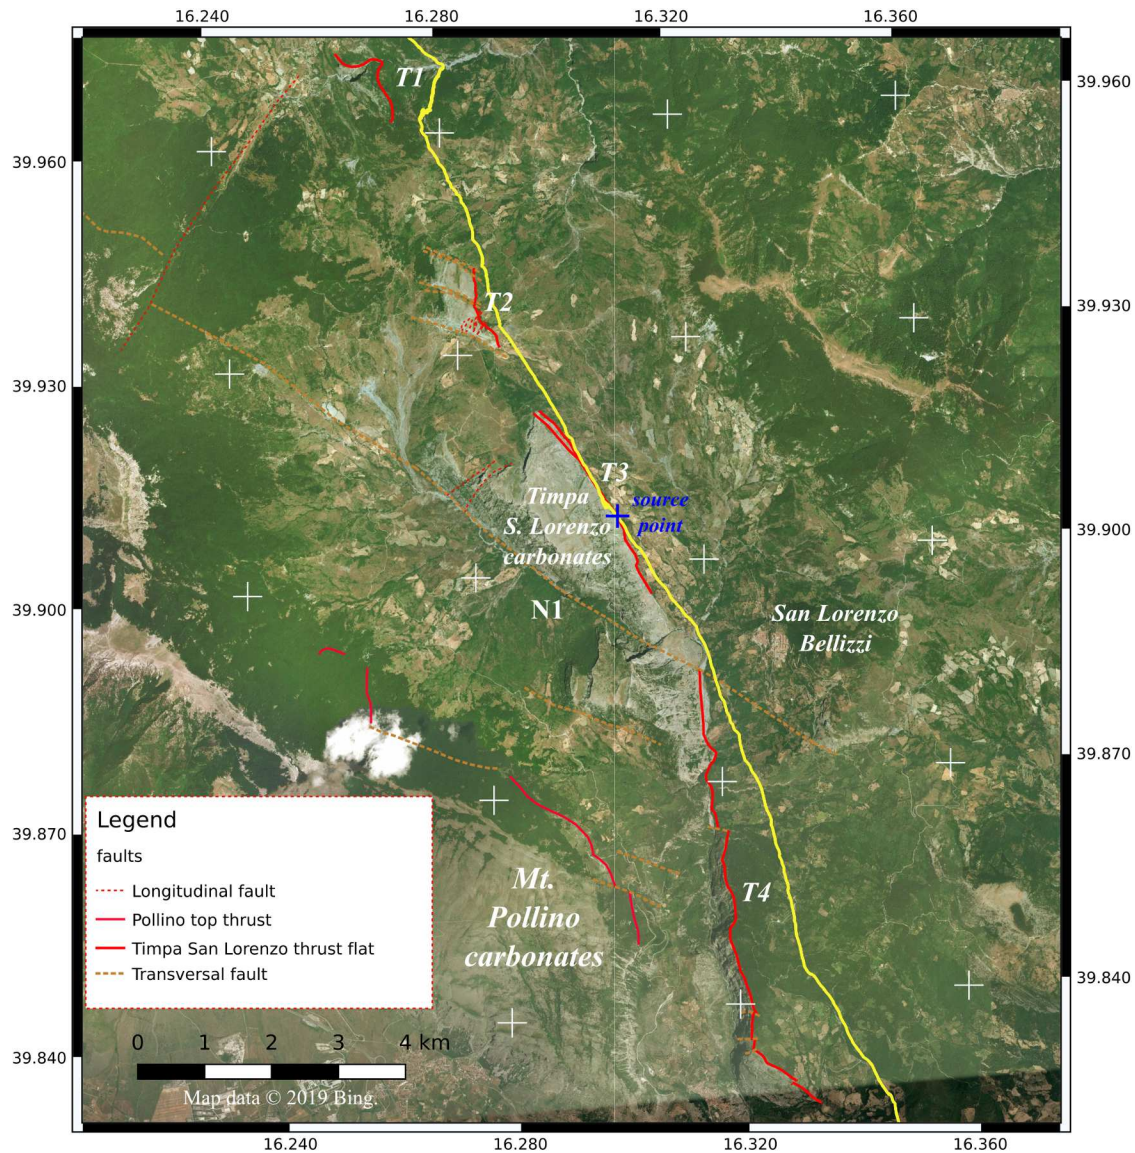 16.240 16.280 16.320 16.360
T1
39.960
39.960
T2
39.930
39.930
T3
Timpa
S. Lorenzo
carbonates
souree
point
39.900
39.900
N1
San Lorenzo
Bellizzi
39.870
39.870
Legend
faults
Longitudinal fault
Pollino top thrust
Timpa San Lorenzo thrust flat
Transversal fault
Mt.
Pollino
carbonates
T4
39.840
39.840
0 1 2 3 4 km
Map data © 2019 Bing.
16.240 16.280 16.320 16.360